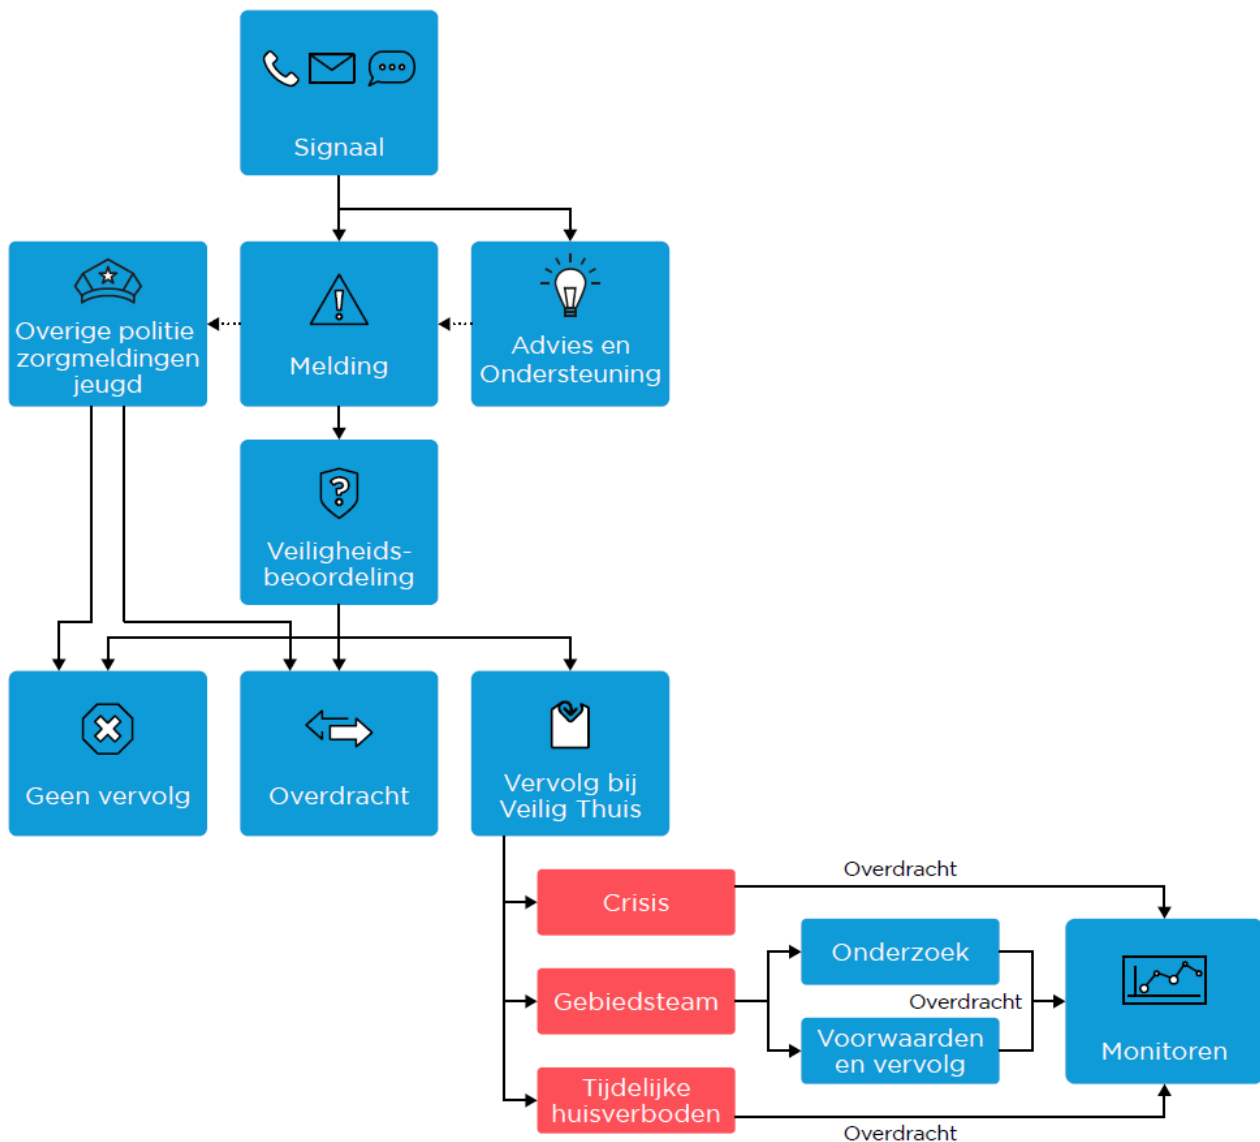 Signaal
Overige politie
zorgmeldingen
jeugd
Melding
Advies en
Ondersteuning
Veiligheids-
beoordeling
Geen vervolg
Overdracht
Vervolg bij
Veilig Thuis
Crisis
Overdracht
Gebiedsteam
Onderzoek
Overdracht
Voorwaarden
en vervolg
Monitoren
Tijdelijke
huisverboden
Overdracht